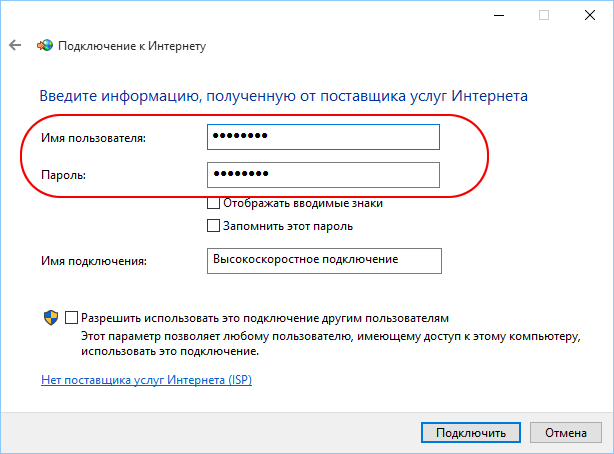 Подключение к Интернету
Введите информацию, полученную от поставщика услуг Интернета
Имя пользователя: ●●●●●●●●
Пароль: ●●●●●●●●
Отображать вводимые знаки
Запомнить этот пароль
Имя подключения: Высокоскоростное подключение
Разрешить использовать это подключение другим пользователям
Этот параметр позволяет любому пользователю, имеющему доступ к этому компьютеру,
использовать это подключение.
Нет поставщика услуг Интернета (ISP)
Подключить Отмена